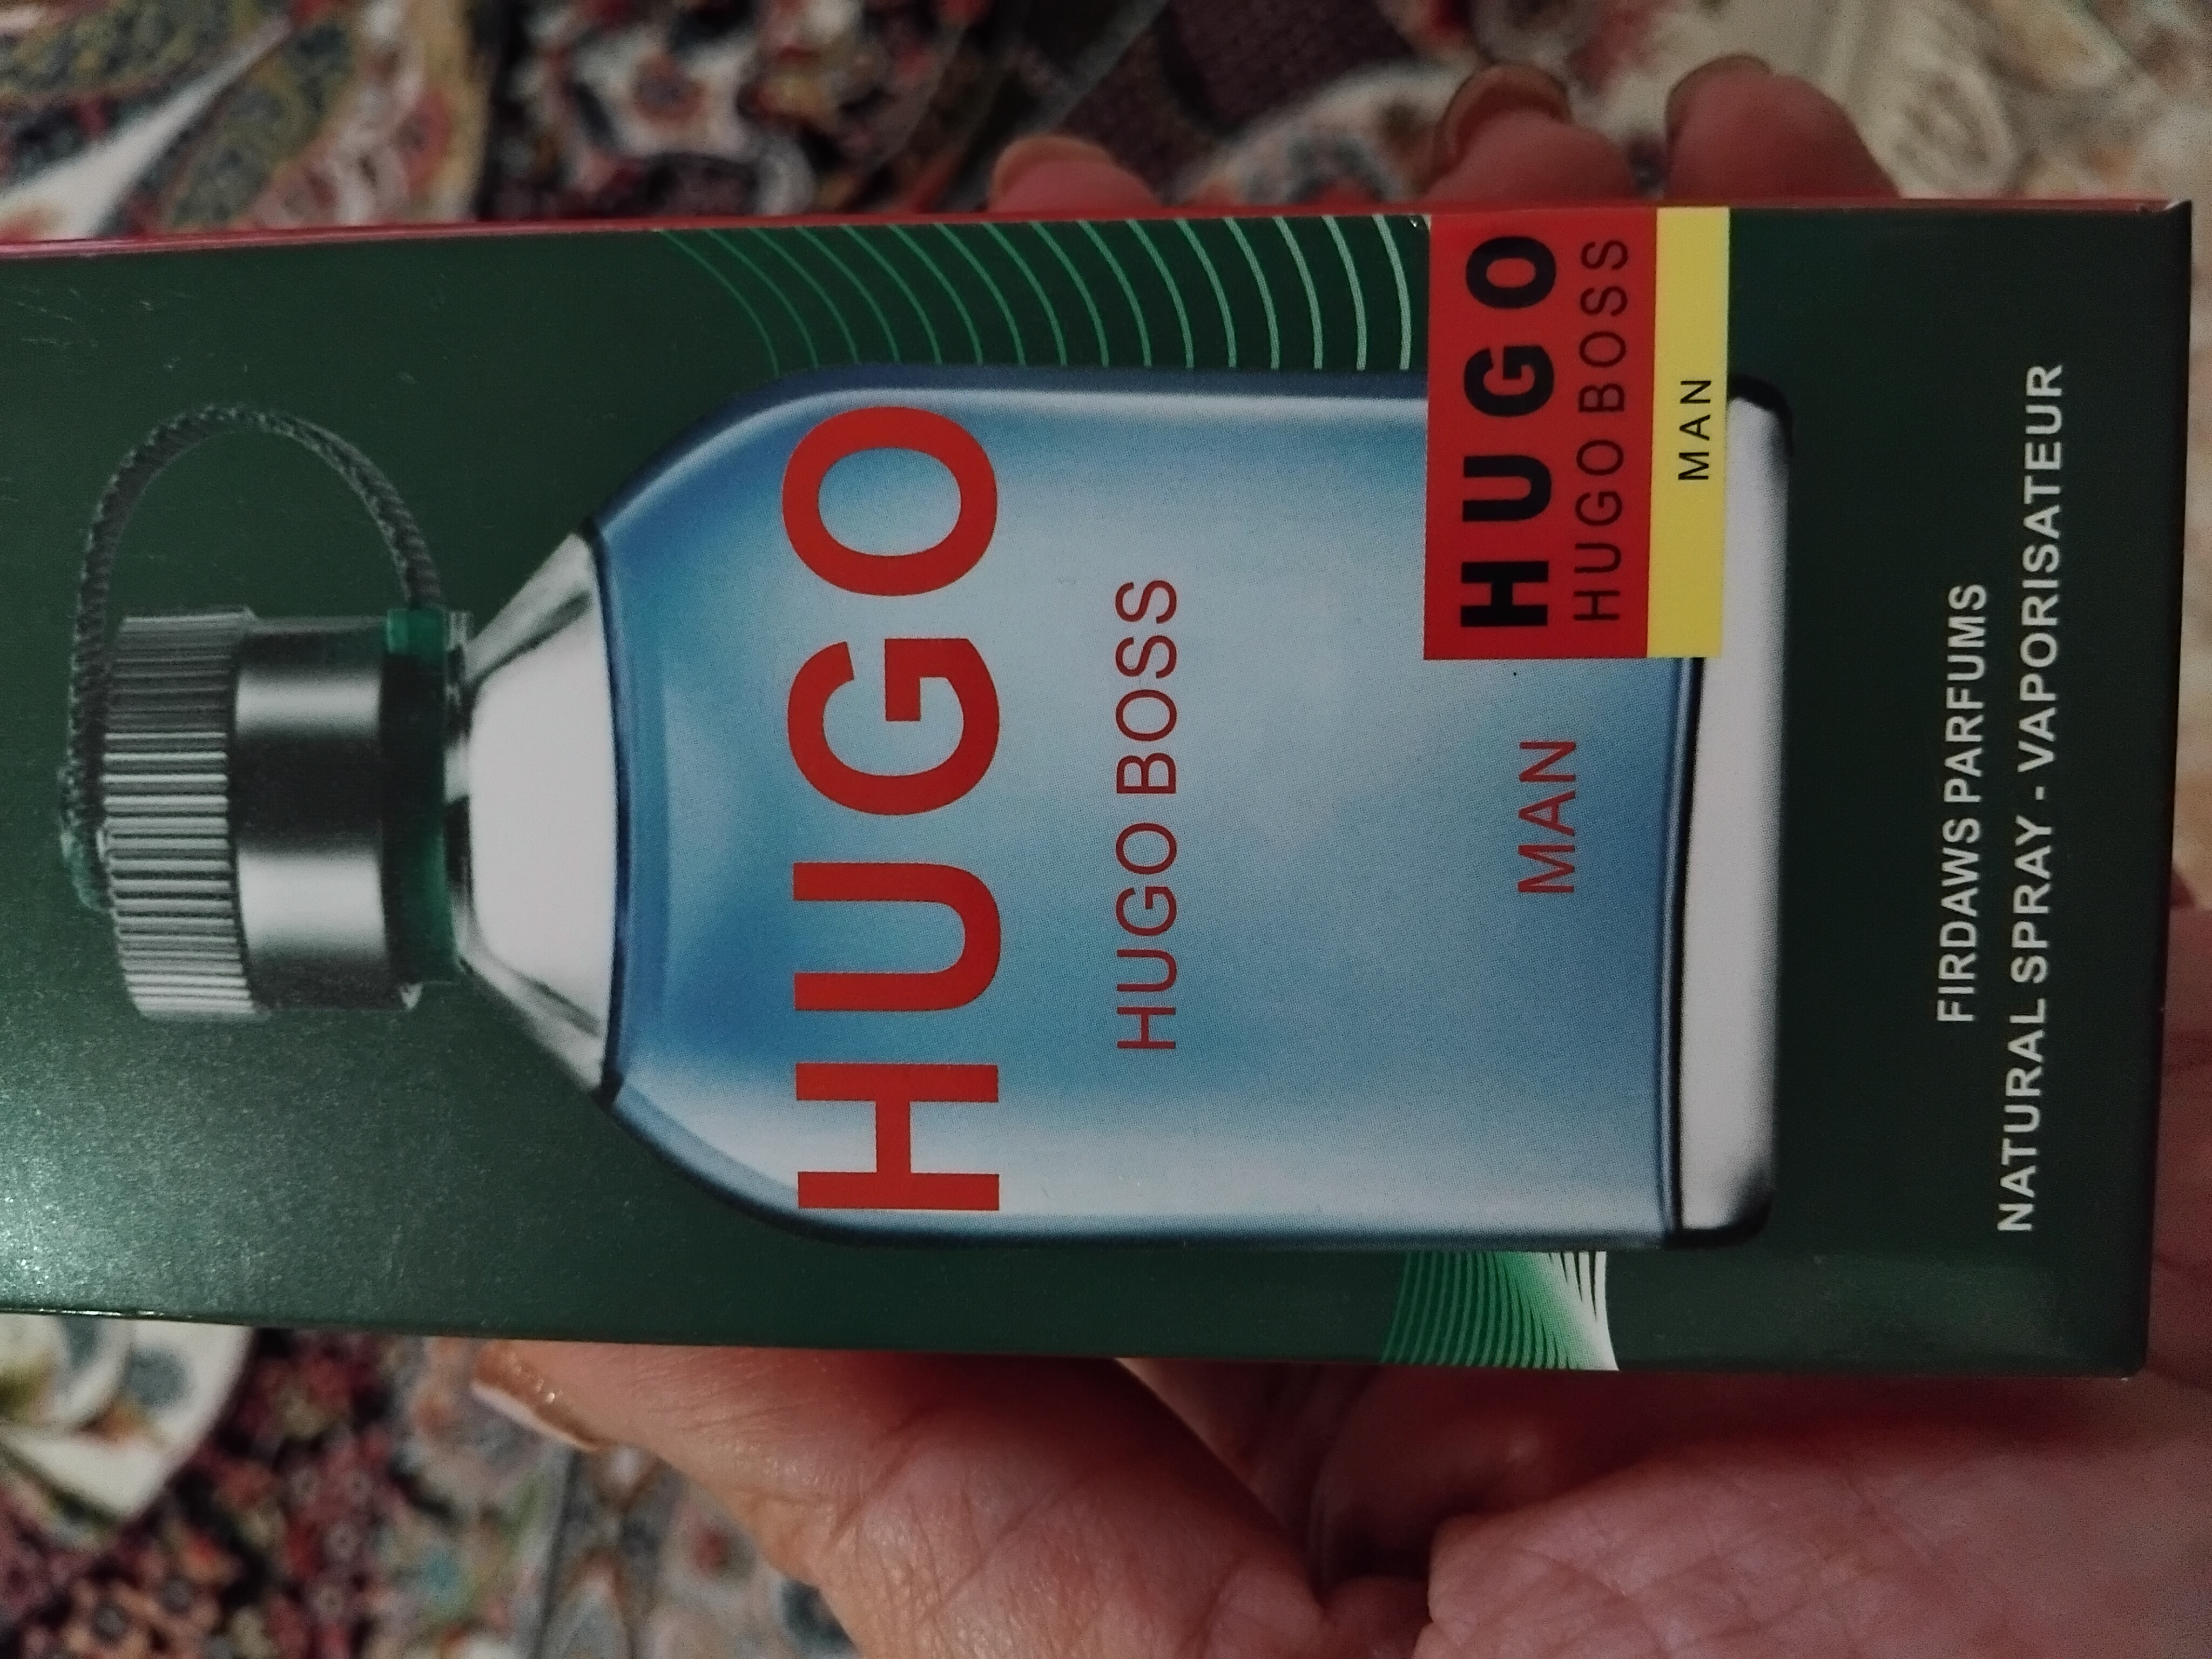 HUGO
HUGO BOSS
MAN
HUGO
HUGO BOSS
MAN
FIRDAWS PARFUMS
NATURAL SPRAY - VAPORISATEUR